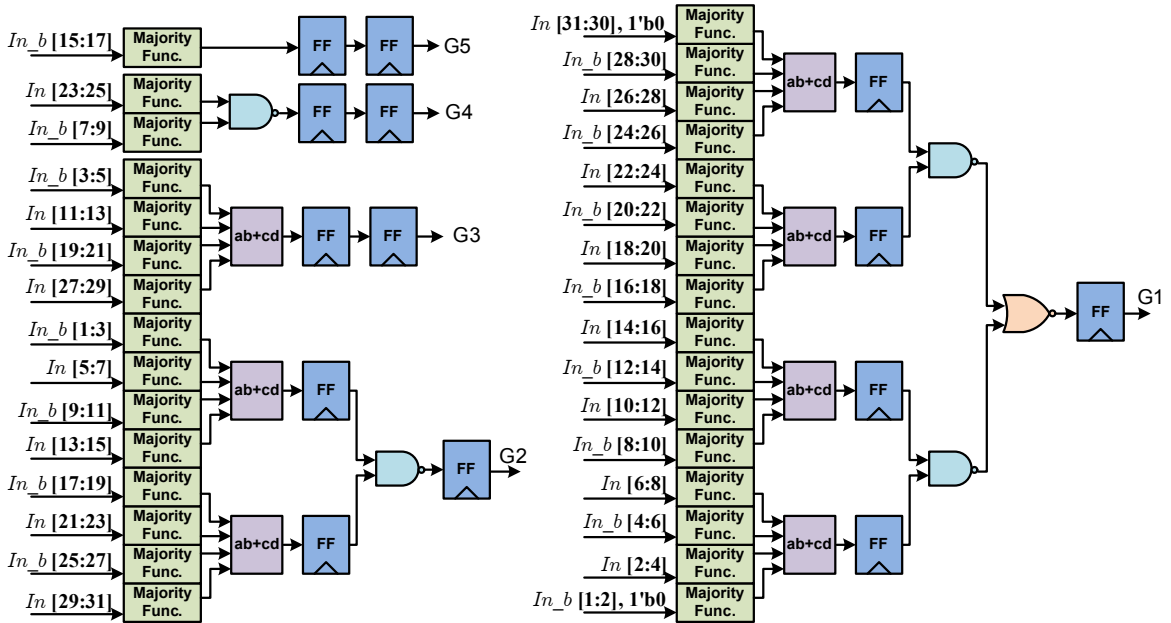 In_b [15:17]
Majority
Func.
FF
FF
G5
In [23:25]
Majority
Func.
In_b [7:9]
Majority
Func.
FF
FF
G4
In_b [3:5]
Majority
Func.
In [11:13]
Majority
Func.
In_b [19:21]
Majority
Func.
In [27:29]
Majority
Func.
ab+cd
FF
FF
G3
In_b [1:3]
Majority
Func.
In [5:7]
Majority
Func.
In_b [9:11]
Majority
Func.
In [13:15]
Majority
Func.
ab+cd
FF
In_b [17:19]
Majority
Func.
In [21:23]
Majority
Func.
In_b [25:27]
Majority
Func.
In [29:31]
Majority
Func.
ab+cd
FF
FF
G2
In [31:30], 1'b0
Majority
Func.
In_b [28:30]
Majority
Func.
In [26:28]
Majority
Func.
In_b [24:26]
Majority
Func.
ab+cd
FF
In [22:24]
Majority
Func.
In_b [20:22]
Majority
Func.
In [18:20]
Majority
Func.
In_b [16:18]
Majority
Func.
ab+cd
FF
In [14:16]
Majority
Func.
In_b [12:14]
Majority
Func.
In [10:12]
Majority
Func.
In_b [8:10]
Majority
Func.
ab+cd
FF
In [6:8]
Majority
Func.
In_b [4:6]
Majority
Func.
In [2:4]
Majority
Func.
In_b [1:2], 1'b0
Majority
Func.
ab+cd
FF
FF
G1